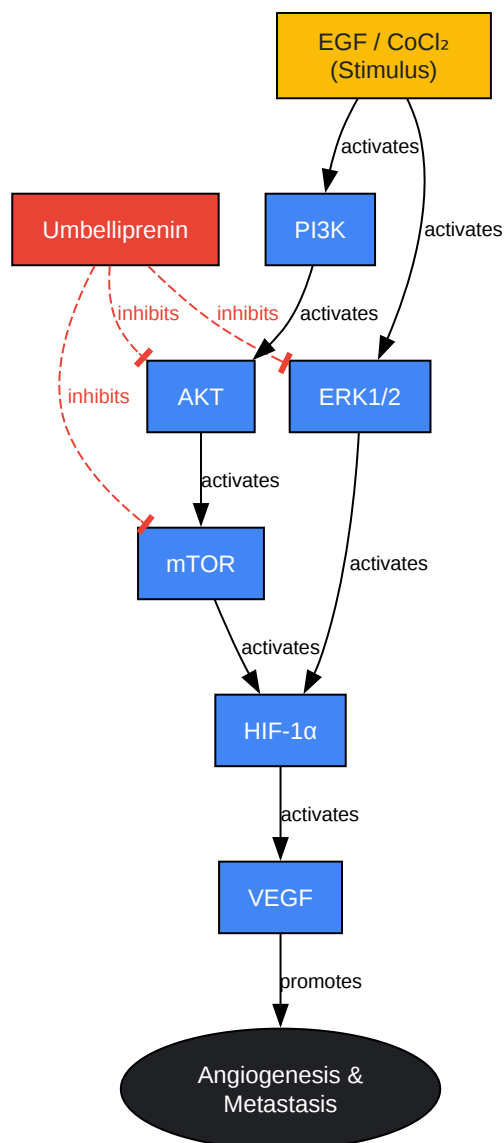 EGF / CoCl₂
(Stimulus)
activates
Umbelliprenin
PI3K
activates
inhibits
inhibits
activates
inhibits
AKT
ERK1/2
activates
mTOR
activates
activates
HIF-1α
activates
VEGF
promotes
Angiogenesis &
Metastasis